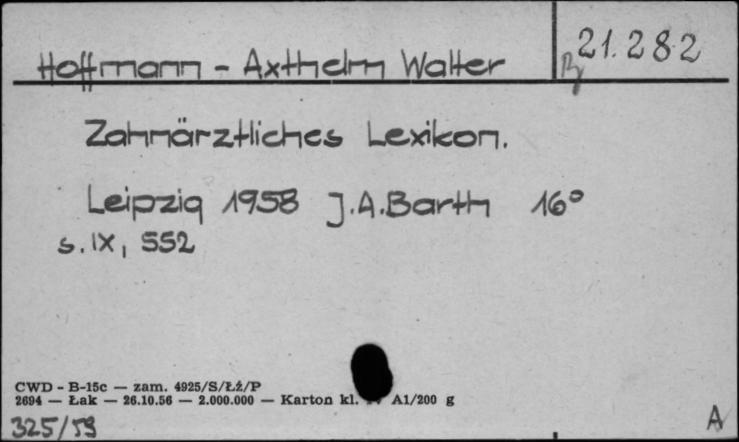 Hoffmann - Axthelm Walter
B 21.282
Zahnärztliches Lexikon.
Leipzig 1958 J.A.Barth 16°
s. IX, 552
CWD - B-15c — zam. 4925/S/Łź/P
2694 — Łak — 26.10.56 — 2.000.000 — Karton kl. A1/200 g
325/59
A